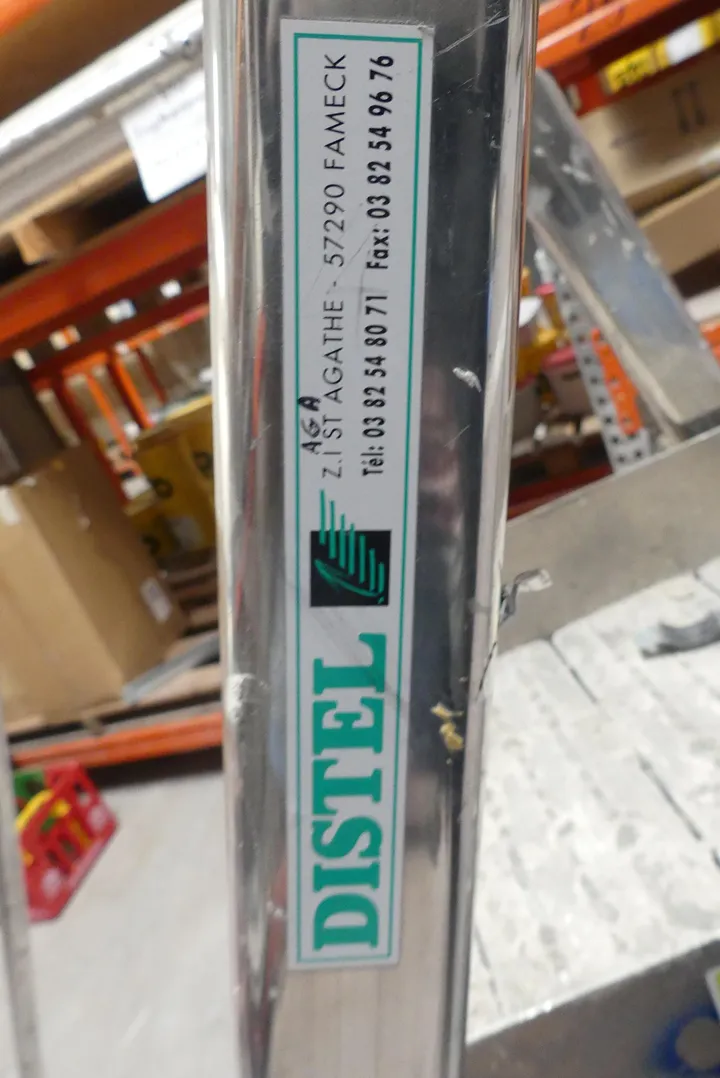 DISTEL
AGA
Z.I ST AGATHE - 57290 FAMECK
Tél: 03 82 54 80 71 Fax: 03 82 54 96 76